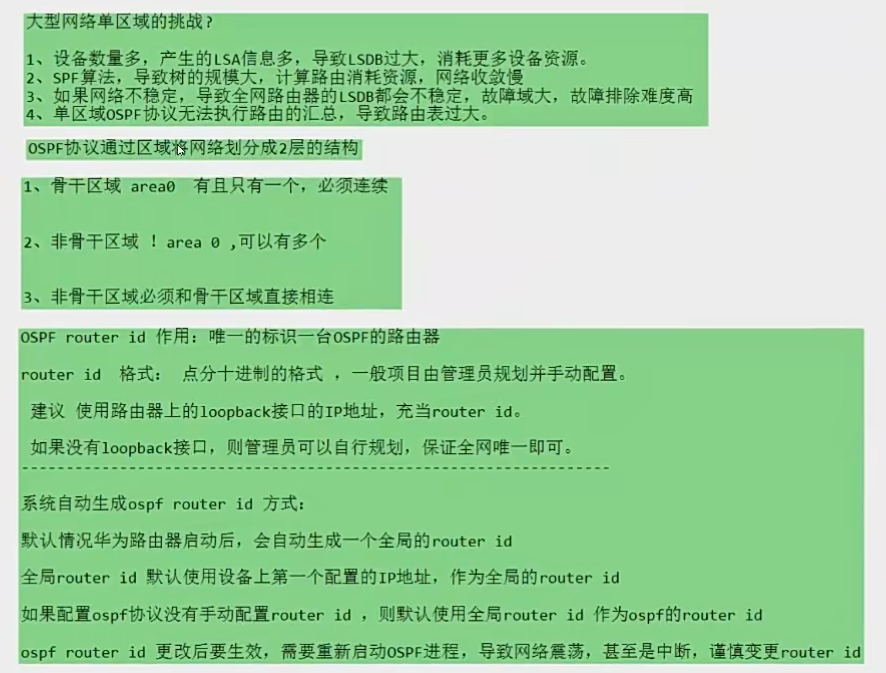 大型网络单区域的挑战?
1、设备数量多，产生的LSA信息多，导致LSDB过大，消耗更多设备资源。
2、SPF算法，导致树的规模大，计算路由消耗资源，网络收敛慢
3、如果网络不稳定，导致全网路由器的LSDB都会不稳定，故障域大，故障排除难度高
4、单区域OSPF协议无法执行路由的汇总，导致路由表过大。
OSPF协议通过区域将网络划分成2层的结构
1、骨干区域 area0  有且只有一个，必须连续
2、非骨干区域 ！area 0 ,可以有多个
3、非骨干区域必须和骨干区域直接相连
OSPF router id 作用：唯一的标识一台OSPF的路由器
router id  格式： 点分十进制的格式 ，一般项目由管理员规划并手动配置。
建议 使用路由器上的loopback接口的IP地址，充当router id。
如果没有loopback接口，则管理员可以自行规划，保证全网唯一即可。
-----------------------------------------------------------------
系统自动生成ospf router id 方式：
默认情况华为路由器启动后，会自动生成一个全局的router id
全局router id 默认使用设备上第一个配置的IP地址，作为全局的router id
如果配置ospf协议没有手动配置router id ，则默认使用全局router id 作为ospf的router id
ospf router id 更改后要生效，需要重新启动OSPF进程，导致网络震荡，甚至是中断，谨慎变更router id